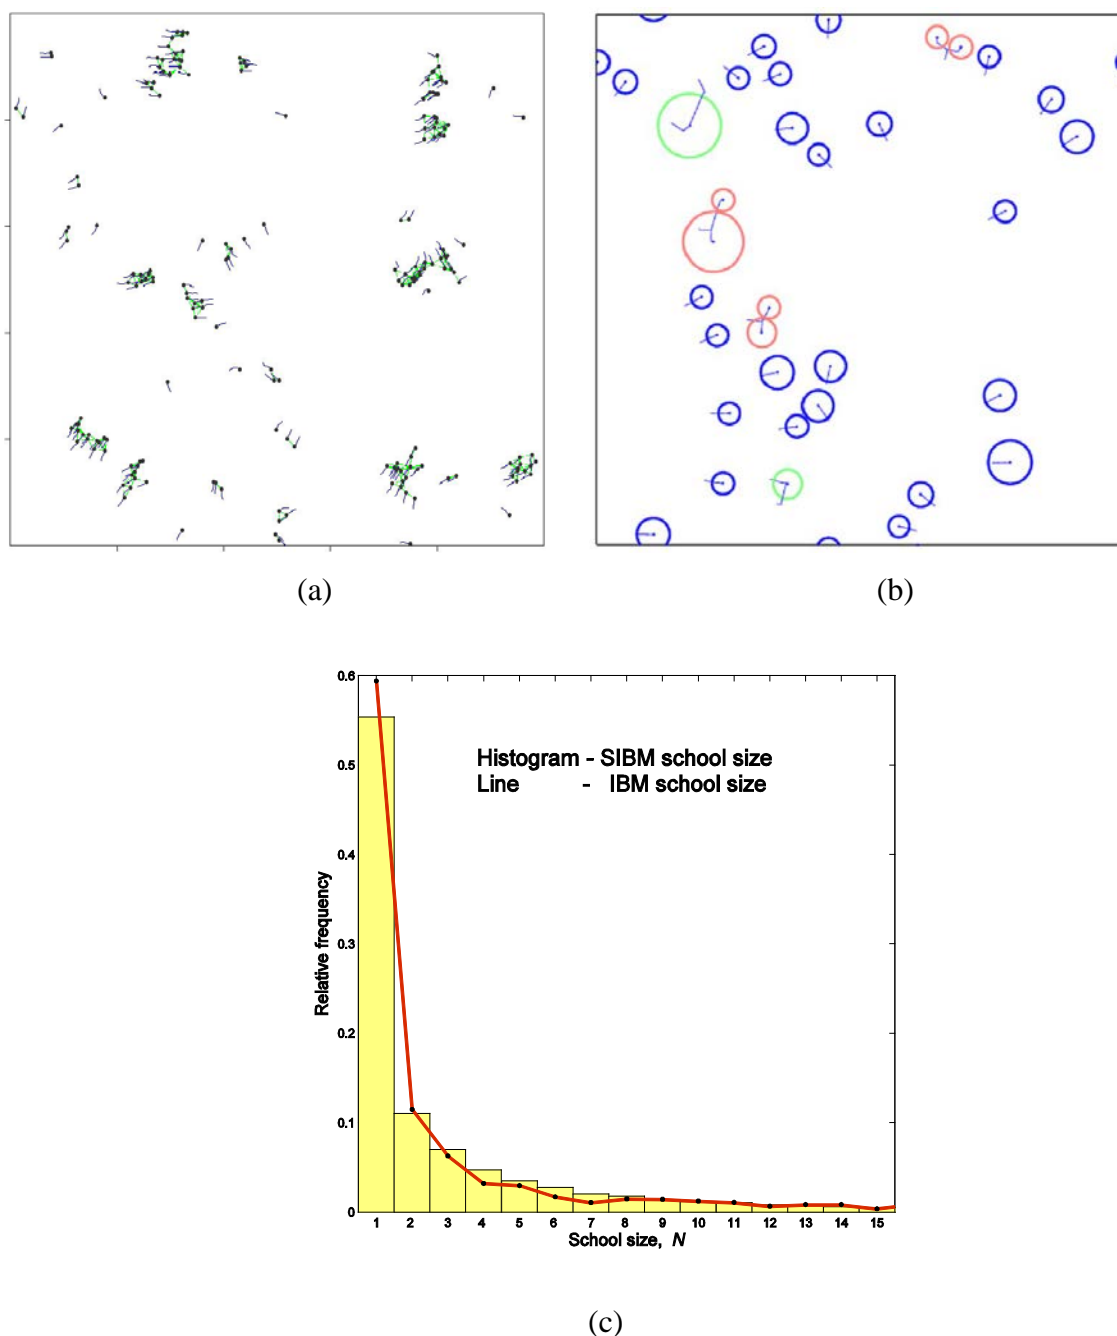 (a)
(b)
0.6
0.5
0.4
0.3
0.2
0.1
0
Relative frequency
Histogram - SIBM school size
Line - IBM school size
1 2 3 4 5 6 7 8 9 10 11 12 13 14 15
School size, N
(c)